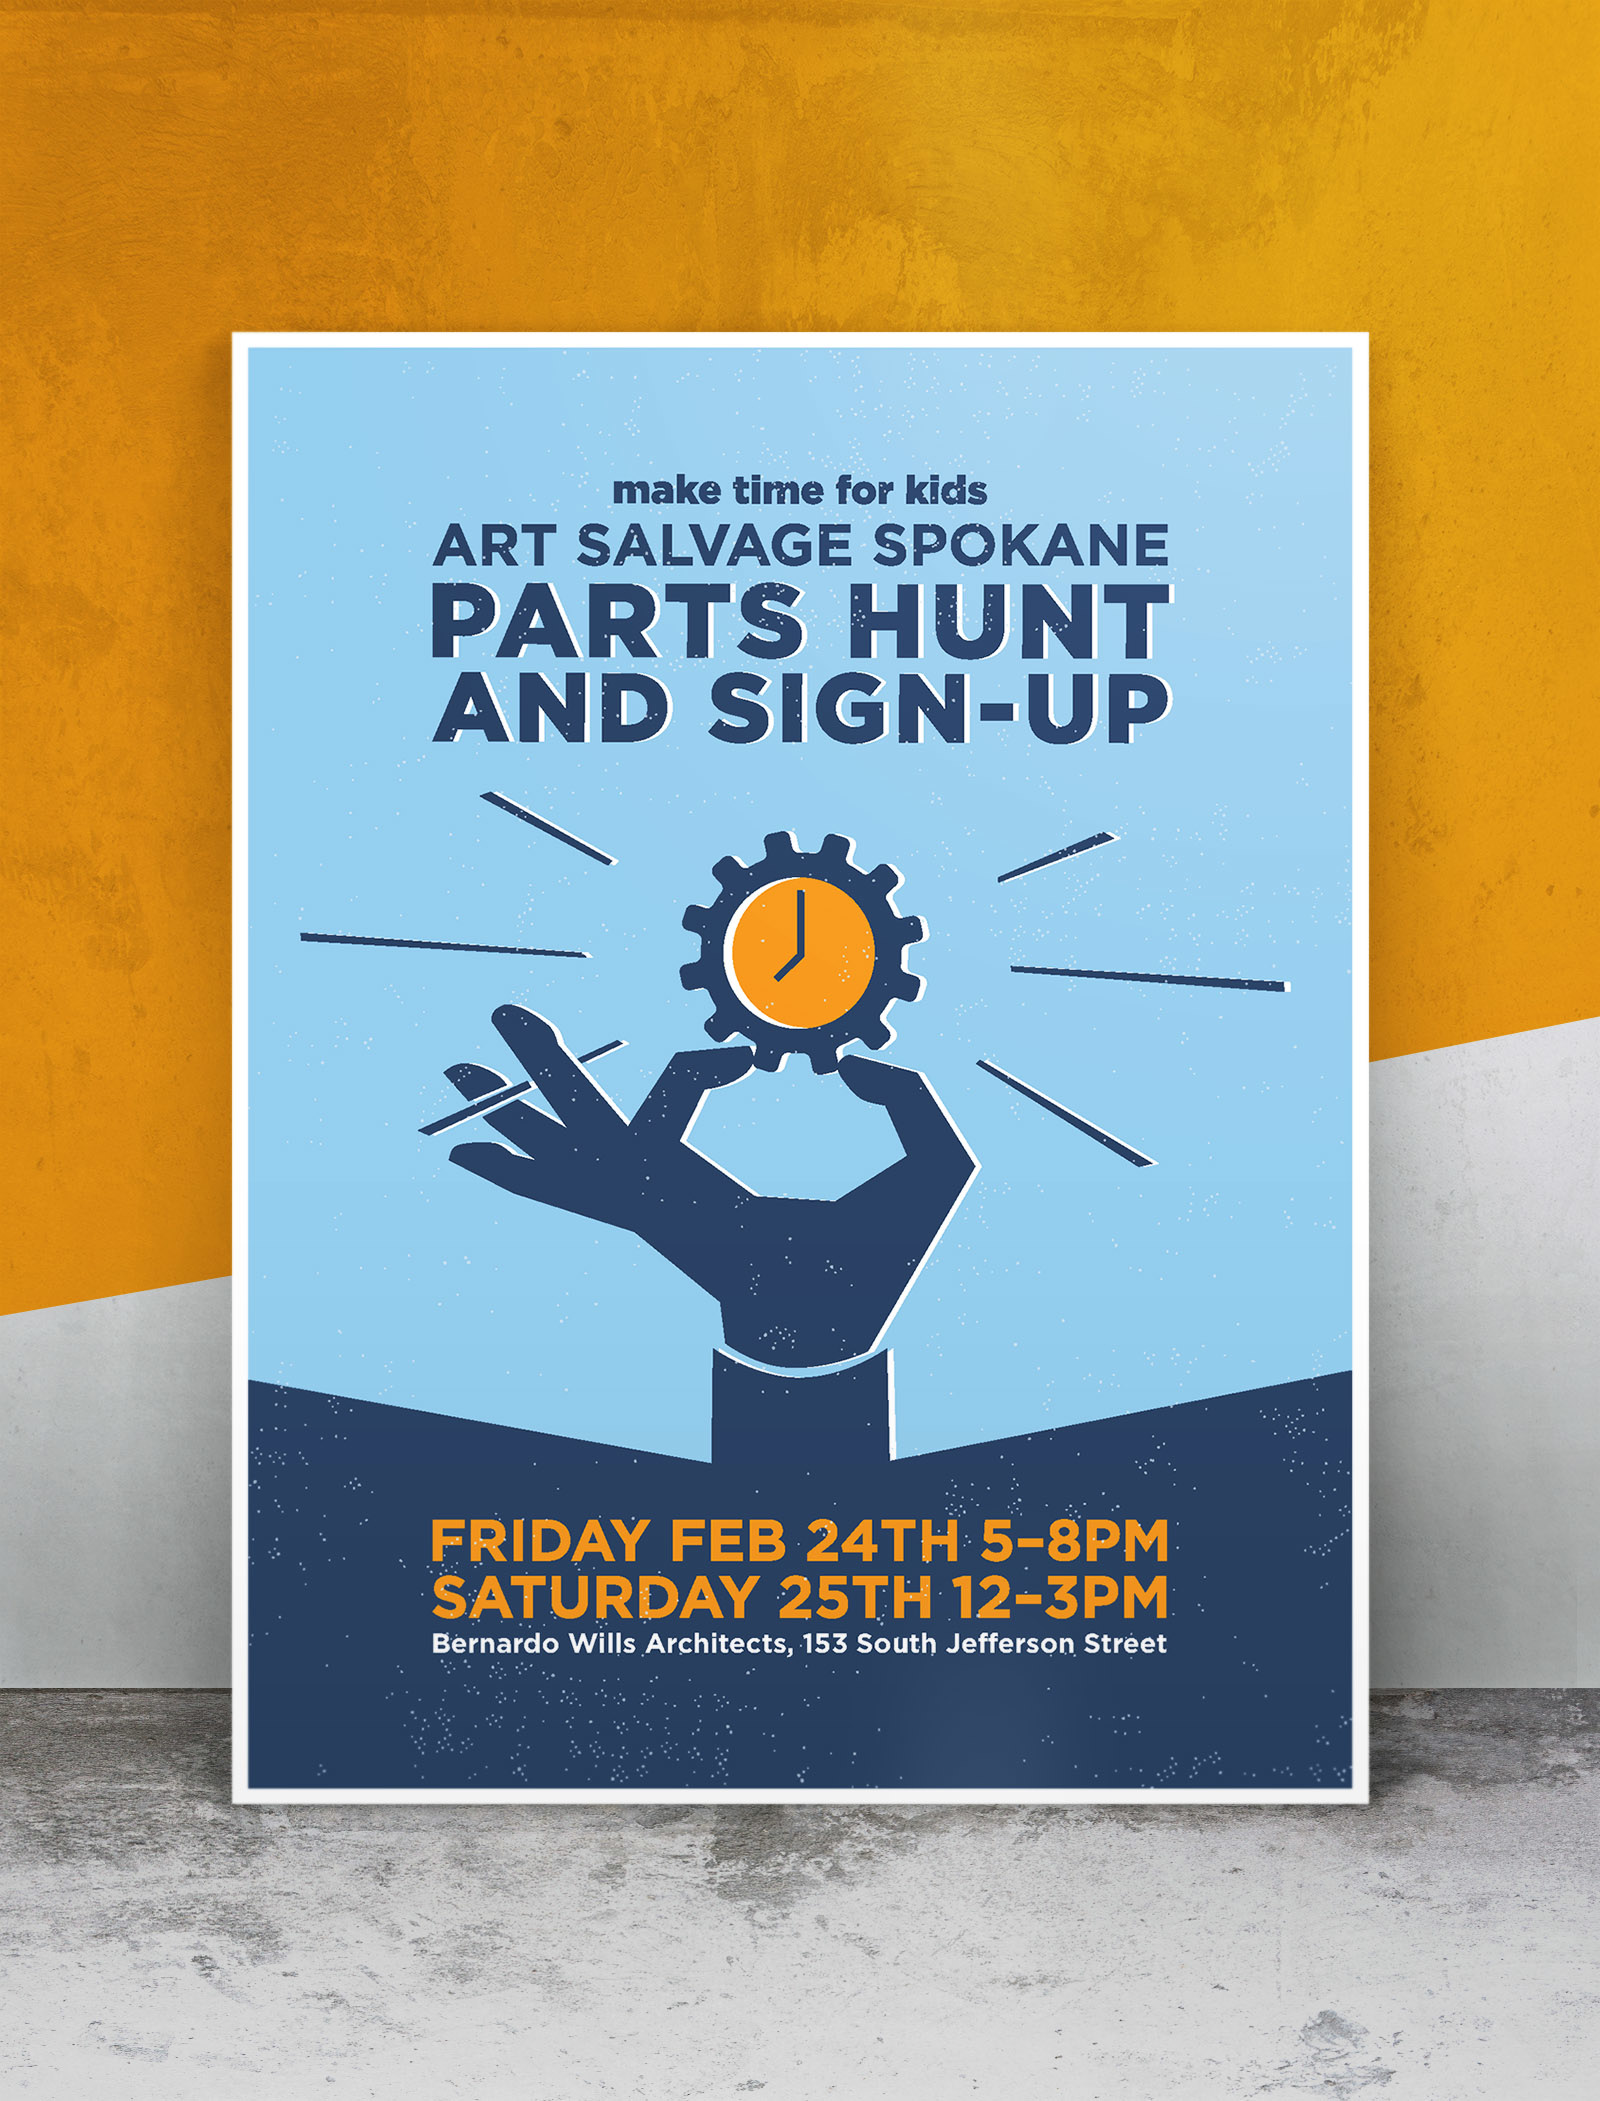 make time for kids
ART SALVAGE SPOKANE
PARTS HUNT
AND SIGN-UP
FRIDAY FEB 24TH 5–8PM
SATURDAY 25TH 12–3PM
Bernardo Wills Architects, 153 South Jefferson Street